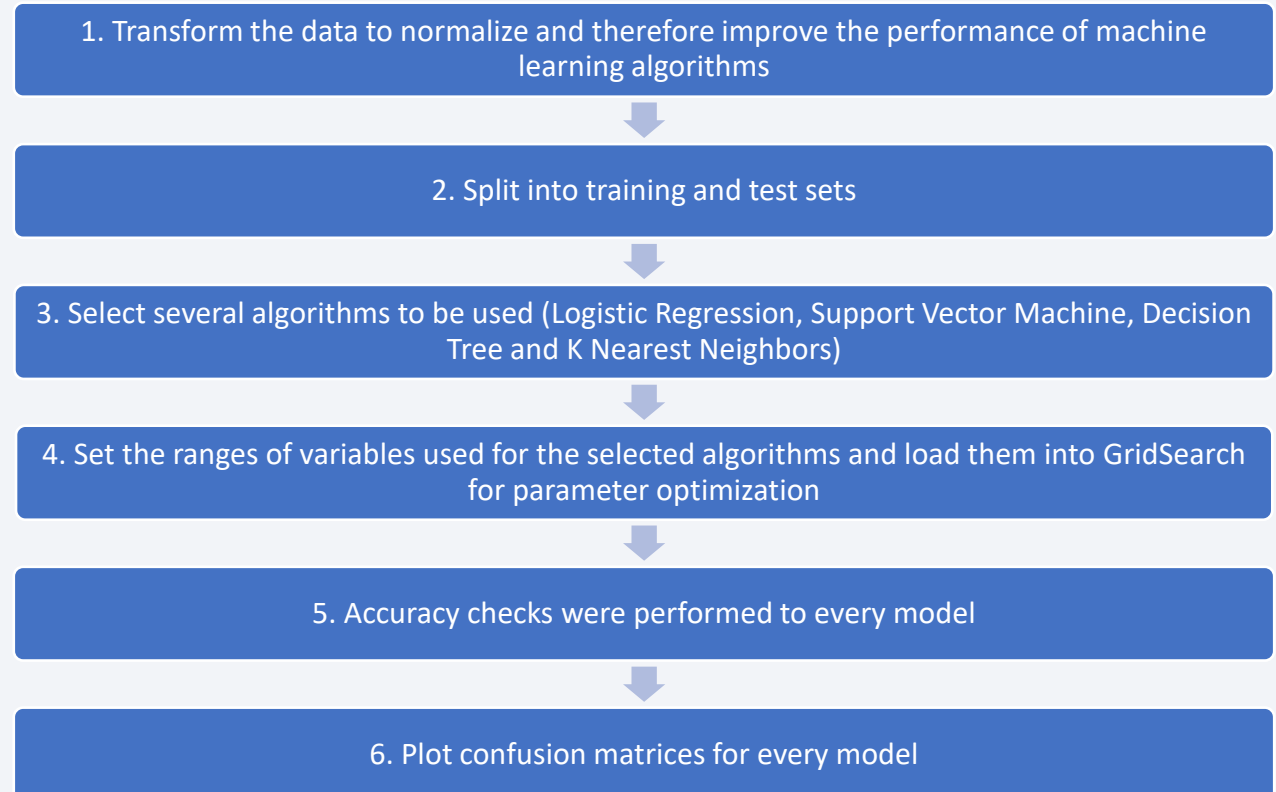 1. Transform the data to normalize and therefore improve the performance of machine
learning algorithms
2. Split into training and test sets
3. Select several algorithms to be used (Logistic Regression, Support Vector Machine, Decision
Tree and K Nearest Neighbors)
4. Set the ranges of variables used for the selected algorithms and load them into GridSearch
for parameter optimization
5. Accuracy checks were performed to every model
6. Plot confusion matrices for every model